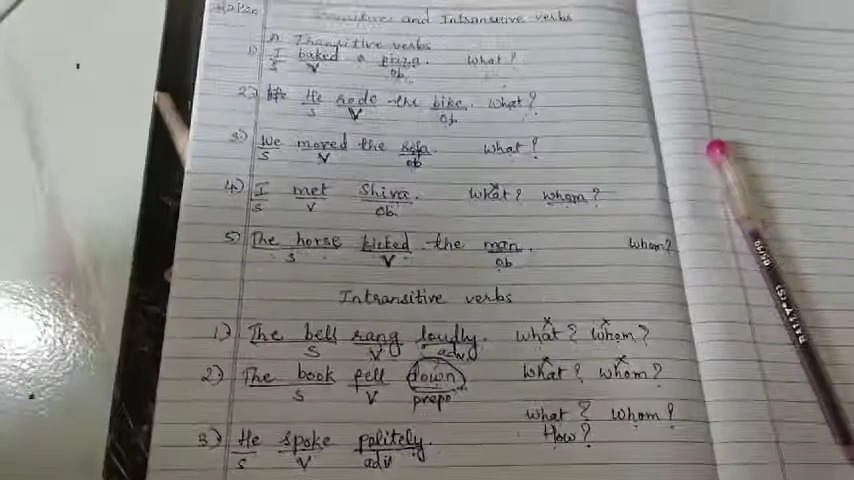 Transitive and Intransitive verbs
A Transitive verbs
1) I baked a pizza. What?
S V ob
2) He rode the bike. What?
S V Ob
3) We moved the sofa. What?
S V ob
4) I met Shiva. What? whom?
S V Ob.
5) The horse kicked the man. Whom?
S V Ob
Intransitive verbs
1) The bell rang loudly. what? whom?
S V adv
2) The book fell down. what? whom?
S V prepo
what? whom?
3) He spoke politely. How?
S V adv